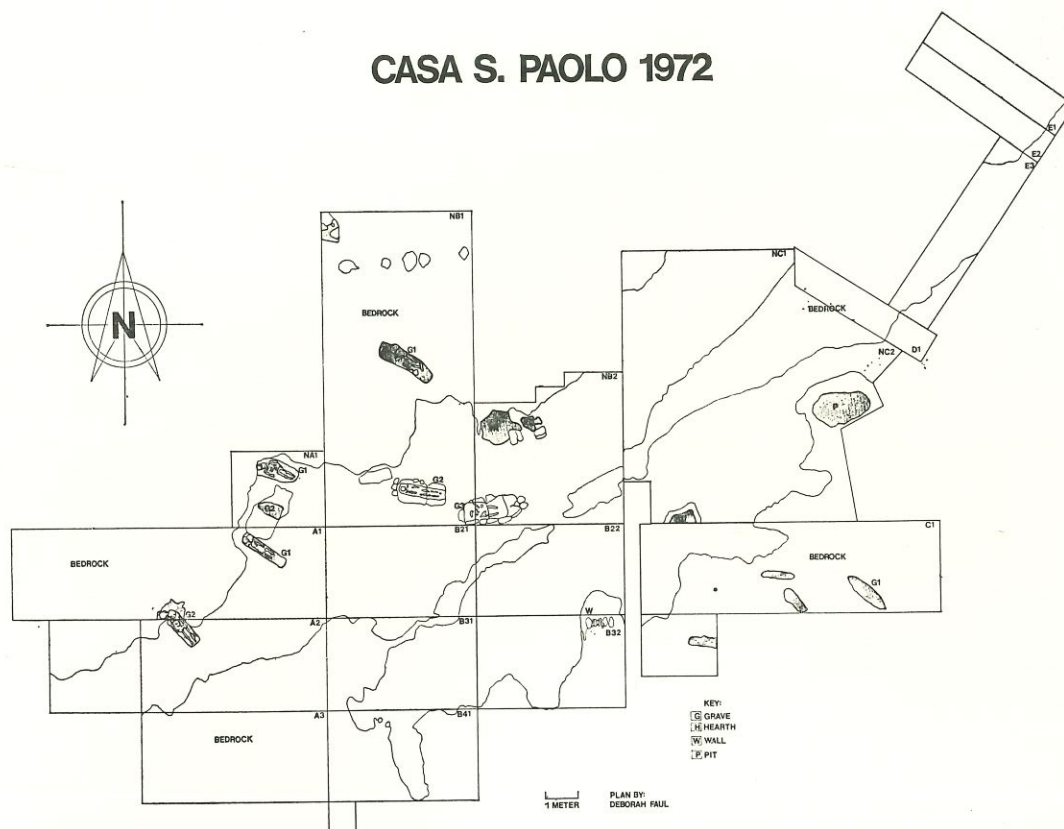 CASA S. PAOLO 1972
E1
E2
E3
NB1
NC1
N
BEDROCK
BEDROCK
G1
NC2
D1
NB2
P
NA1
G1
G2
G2
G3
A1
B21
B22
C1
G1
BEDROCK
BEDROCK
G1
G2
W
A2
B31
B32
A3
B41
BEDROCK
KEY:
G GRAVE
H HEARTH
W WALL
P PIT
1 METER
PLAN BY:
DEBORAH FAUL